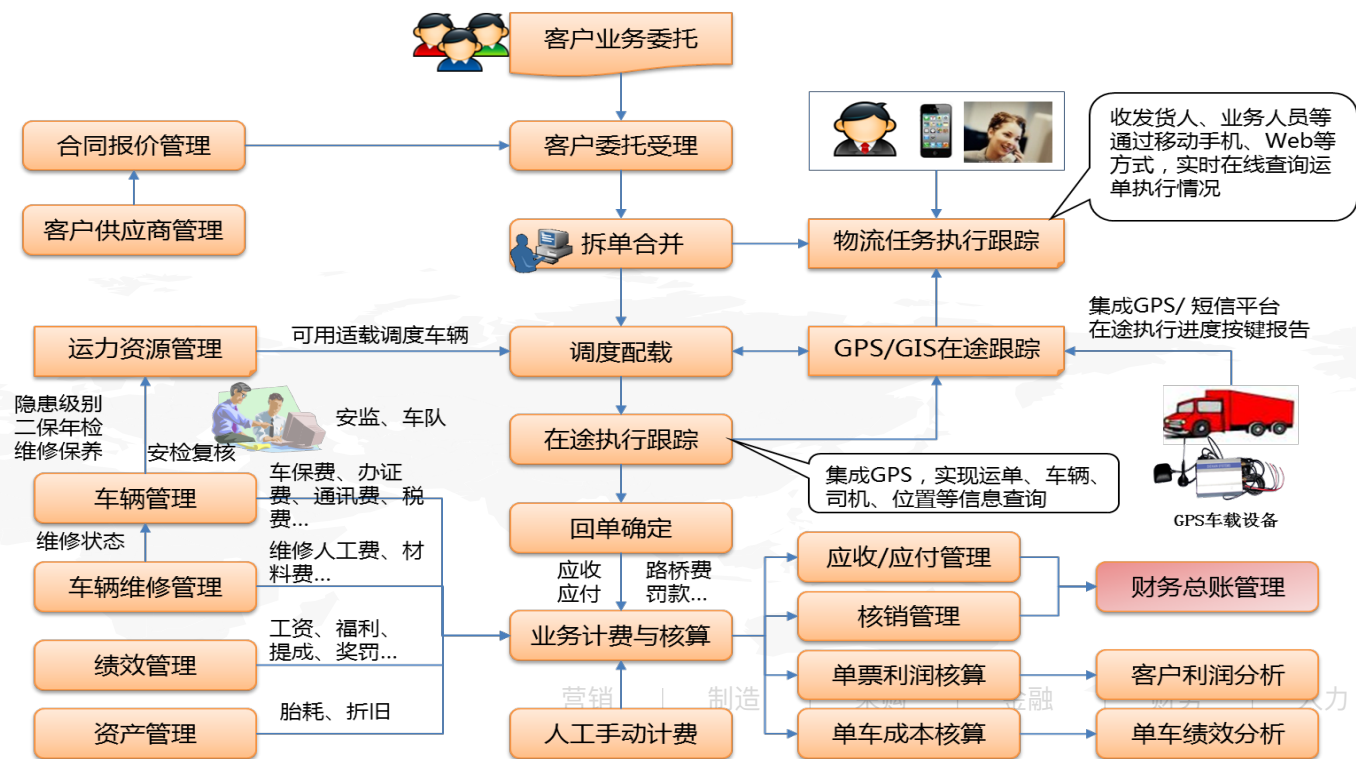 客户业务委托
合同报价管理
客户委托受理
收发货人、业务人员等
通过移动手机、Web等
方式，实时在线查询运
单执行情况
客户供应商管理
拆单合并
物流任务执行跟踪
集成GPS/ 短信平台
在途执行进度按键报告
运力资源管理
可用适载调度车辆
调度配载
GPS/GIS在途跟踪
隐患级别
二保年检
维修保养
安检复核
安监、车队
在途执行跟踪
集成GPS，实现运单、车辆、
司机、位置等信息查询
GPS车载设备
车辆管理
车保费、办证
费、通讯费、税
费...
回单确定
维修状态
车辆维修管理
维修人工费、材
料费...
应收
应付
路桥费
罚款...
应收/应付管理
财务总账管理
核销管理
业务计费与核算
绩效管理
工资、福利、
提成、奖罚...
单票利润核算
客户利润分析
营销 | 制造 | 采购 | 金融 | 财务 | 人力
资产管理
胎耗、折旧
人工手动计费
单车成本核算
单车绩效分析